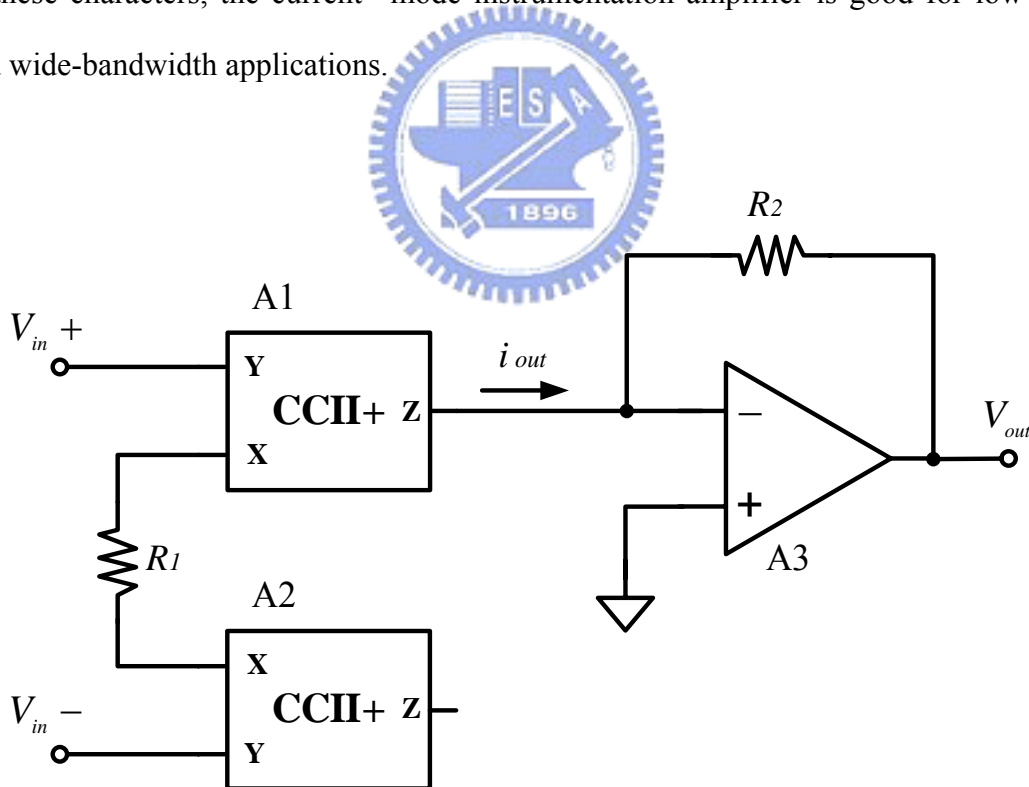 these characters, the current- mode instrumentation amplifier is good for low
wide-bandwidth applications.
E S A
1896
R2
A1
Vin +
Y
CCII+ Z
X
i out
−
+
Vout
A3
R1
A2
X
CCII+ Z
Y
Vin −